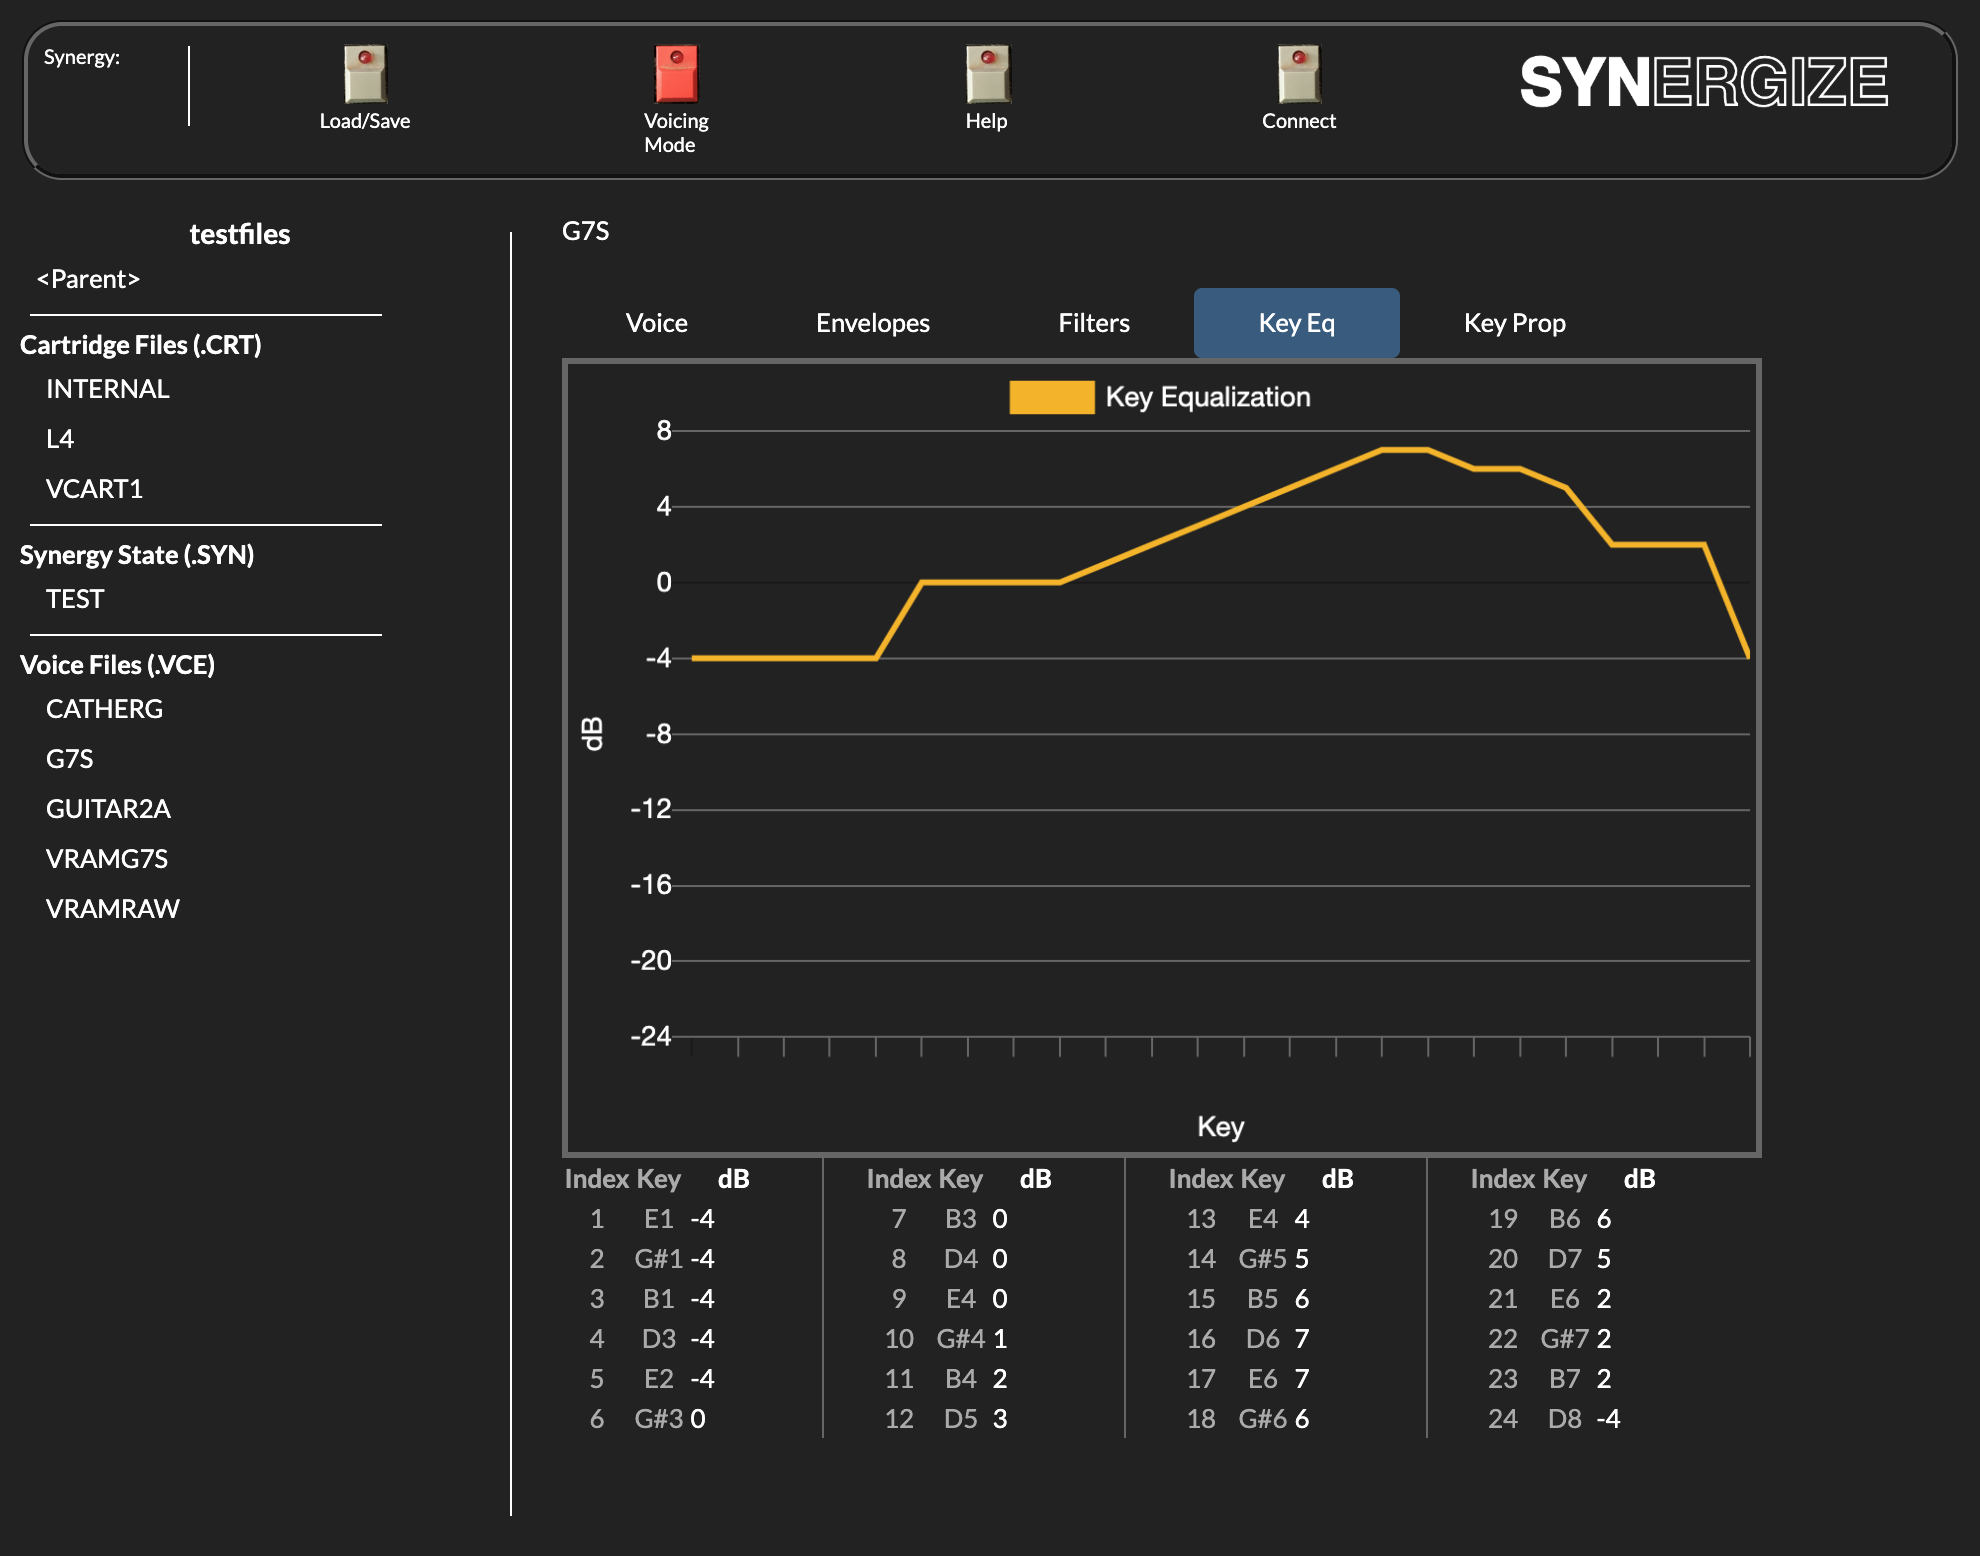 Synergy:
Load/Save
Voicing
Mode
Help
Connect
SYNERGIZE
testfiles
<Parent>
Cartridge Files (.CRT)
INTERNAL
L4
VCART1
Synergy State (.SYN)
TEST
Voice Files (.VCE)
CATHERG
G7S
GUITAR2A
VRAMG7S
VRAMRAW
G7S
Voice Envelopes Filters Key Eq Key Prop
Key Equalization
8
4
0
-4
-8
-12
-16
-20
-24
dB
Key
Index Key dB
1 E1 -4
2 G#1 -4
3 B1 -4
4 D3 -4
5 E2 -4
6 G#3 0
Index Key dB
7 B3 0
8 D4 0
9 E4 0
10 G#4 1
11 B4 2
12 D5 3
Index Key dB
13 E4 4
14 G#5 5
15 B5 6
16 D6 7
17 E6 7
18 G#6 6
Index Key dB
19 B6 6
20 D7 5
21 E6 2
22 G#7 2
23 B7 2
24 D8 -4